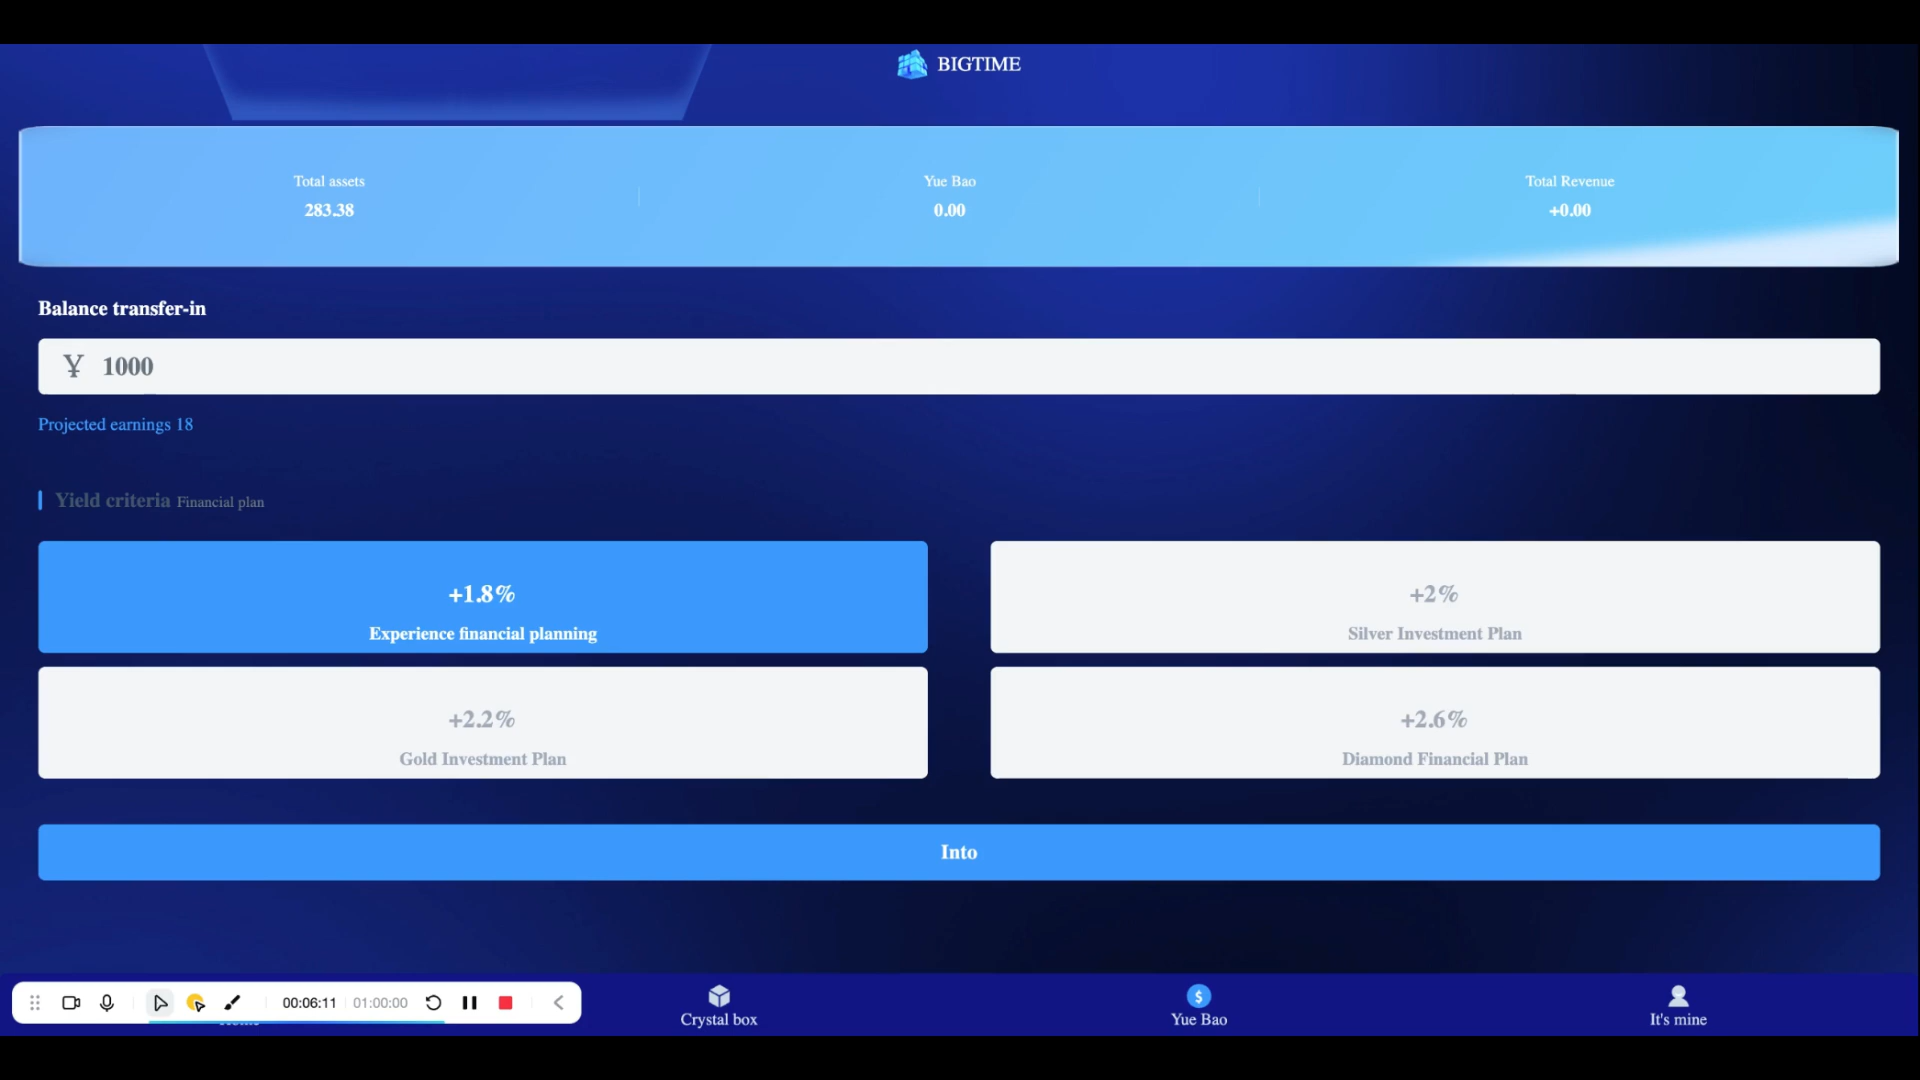 BIGTIME
Total assets
283.38
Yue Bao
0.00
Total Revenue
+0.00
Balance transfer-in
¥ 1000
Projected earnings 18
Yield criteria Financial plan
+1.8%
Experience financial planning
+2%
Silver Investment Plan
+2.2%
Gold Investment Plan
+2.6%
Diamond Financial Plan
Into
00:06:11 01:00:00
Crystal box
Yue Bao
It's mine